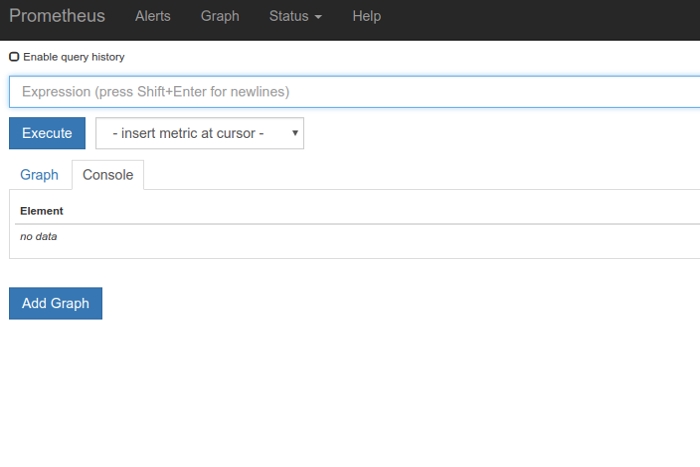 Prometheus Alerts Graph Status Help
Enable query history
Expression (press Shift+Enter for newlines)
Execute - insert metric at cursor -
Graph Console
Element
no data
Add Graph